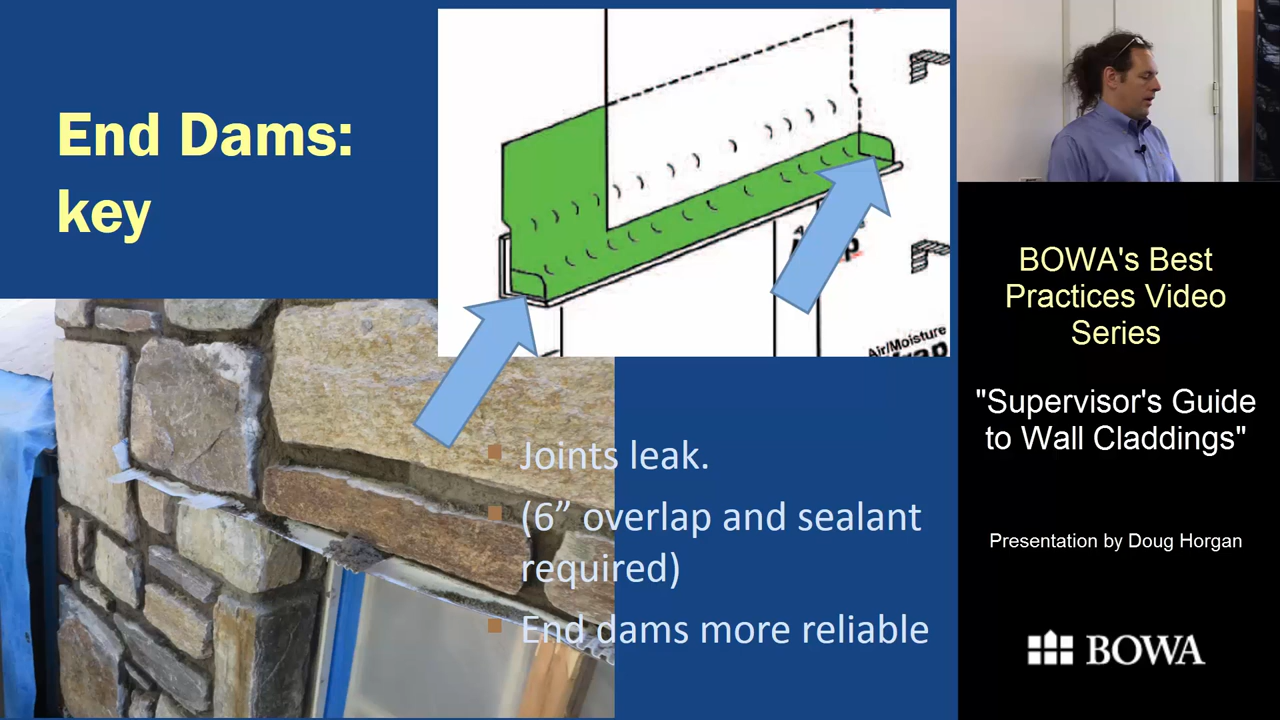 End Dams:
key
Air/Moisture
Joints leak.
(6” overlap and sealant
required)
End dams more reliable
BOWA's Best
Practices Video
Series
"Supervisor's Guide
to Wall Claddings"
Presentation by Doug Horgan
BOWA